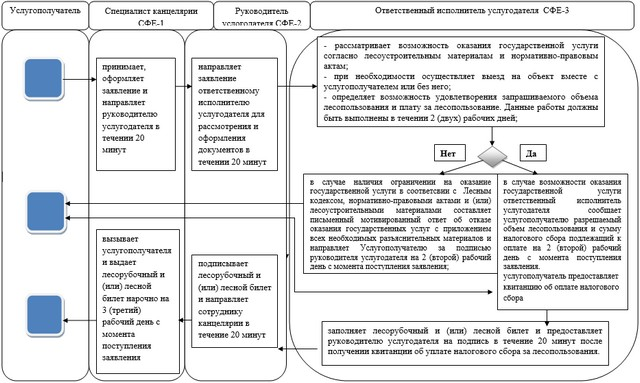 Услугополучатель
Специалист канцелярии
СФЕ-1
Руководитель
услугодателя СФЕ-2
Ответственный исполнитель услугодателя СФЕ-3
принимает,
оформляет
заявление и
направляет
руководителю
услугодателя в
течении 20
минут
направляет
заявление
ответственному
исполнителю
услугодателя для
рассмотрения и
оформления
документов в
течении 20 минут
- рассматривает возможность оказания государственной услуги
согласно лесоустроительным материалам и нормативно-правовым
актам;
- при необходимости осуществляет выезд на объект вместе с
услугополучателем или без него;
- определяет возможность удовлетворения запрашиваемого объема
лесопользования и плату за лесопользование. Данные работы должны
быть выполнены в течении 2 (двух) рабочих дней;
Нет
Да
в случае наличия ограничении на оказание
государственной услуги в соответсвии с Лесным
кодексом, нормативно-правовыми актами и (или)
лесоустроительными материалами составляет
письменный мотивированный ответ об отказе
оказания государственных услуг с приложением
всех необходимых разъяснительных материалов и
направляет Услугополучателю за подписью
руководителя услугодателя на 2 (второй) рабочий
день с момента поступления заявления;
в случае возможности оказания
государственной услуги
ответственный исполнитель
услугодателя сообщает
услугополучателю разрешаемый
объем лесопользования и сумму
налогового сбора подлежащий к
оплате на 2 (второй) рабочий день
с момента поступления
заявления.
услугополучатель предоставляет
квитанцию об оплате налогового
сбора
вызывает
услугополучателя
и выдает
лесорубочный и
(или) лесной
билет нарочно на
3 (третий)
рабочий день с
момента
поступления
заявления
подписывает
лесорубочный и
(или) лесной билет
и направляет
сотруднику
канцелярии в
течение 20 минут
заполняет лесорубочный и (или) лесной билет и предоставляет
руководителю услугодателя на подпись в течение 20 минут после
получении квитанции об уплате налогового сбора за лесопользования.